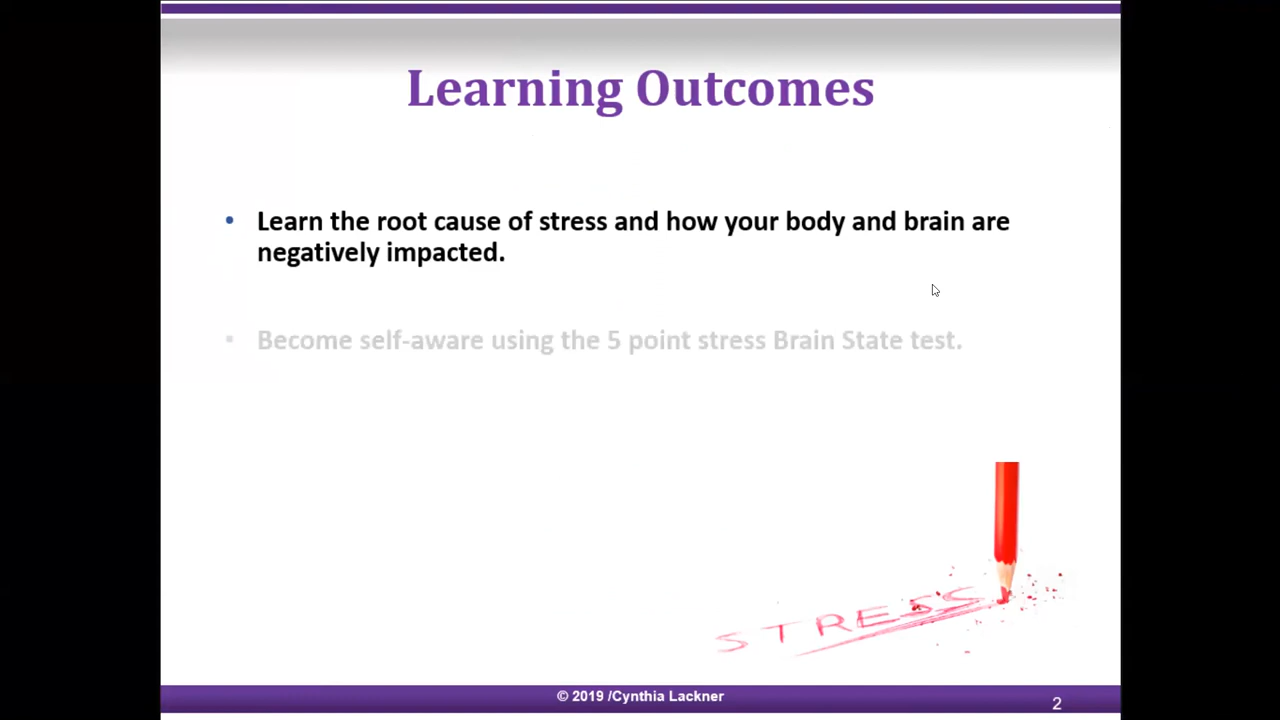 Learning Outcomes
• Learn the root cause of stress and how your body and brain are
negatively impacted.
• Become self-aware using the 5 point stress Brain State test.
STRESS
© 2019 /Cynthia Lackner
2